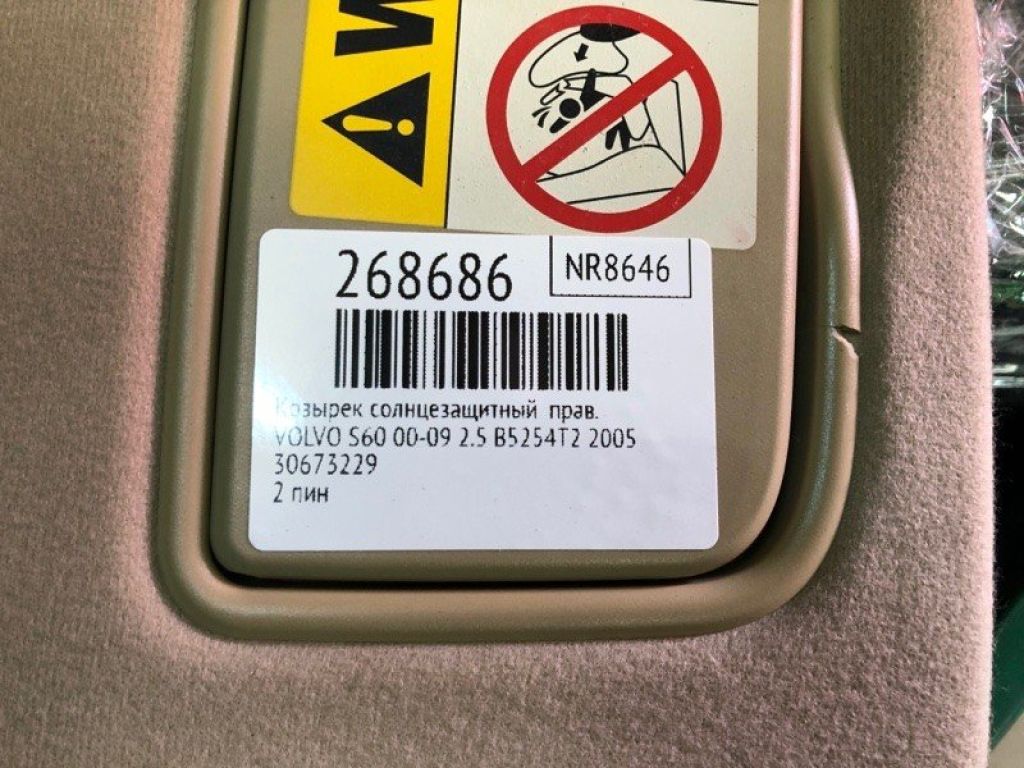 268686
NR8646
Козырек солнцезащитный прав.
VOLVO S60 00-09 2.5 B5254T2 2005
30673229
2 пин